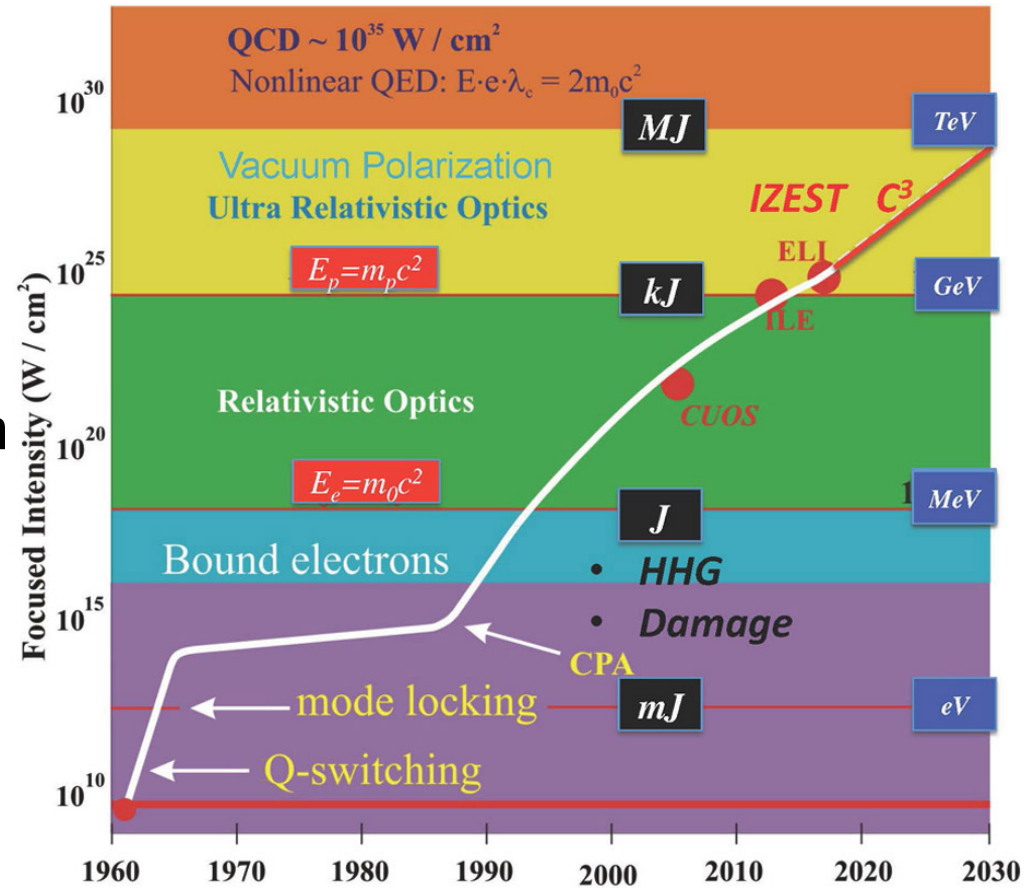 QCD ~ 10³⁵ W / cm²
Nonlinear QED: E·e·λc = 2m₀c²
10³⁰
MJ
TeV
Vacuum Polarization
Ultra Relativistic Optics
IZEST C³
ELI
10²⁵
Eₚ=mₚc²
kJ
GeV
ILE
Focused Intensity (W / cm²)
Relativistic Optics
CUOS
n
10²⁰
Eₑ=m₀c²
1
MeV
J
Bound electrons
• HHG
10¹⁵
• Damage
CPA
mode locking
mJ
eV
Q-switching
10¹⁰
1960 1970 1980 1990 2000 2010 2020 2030